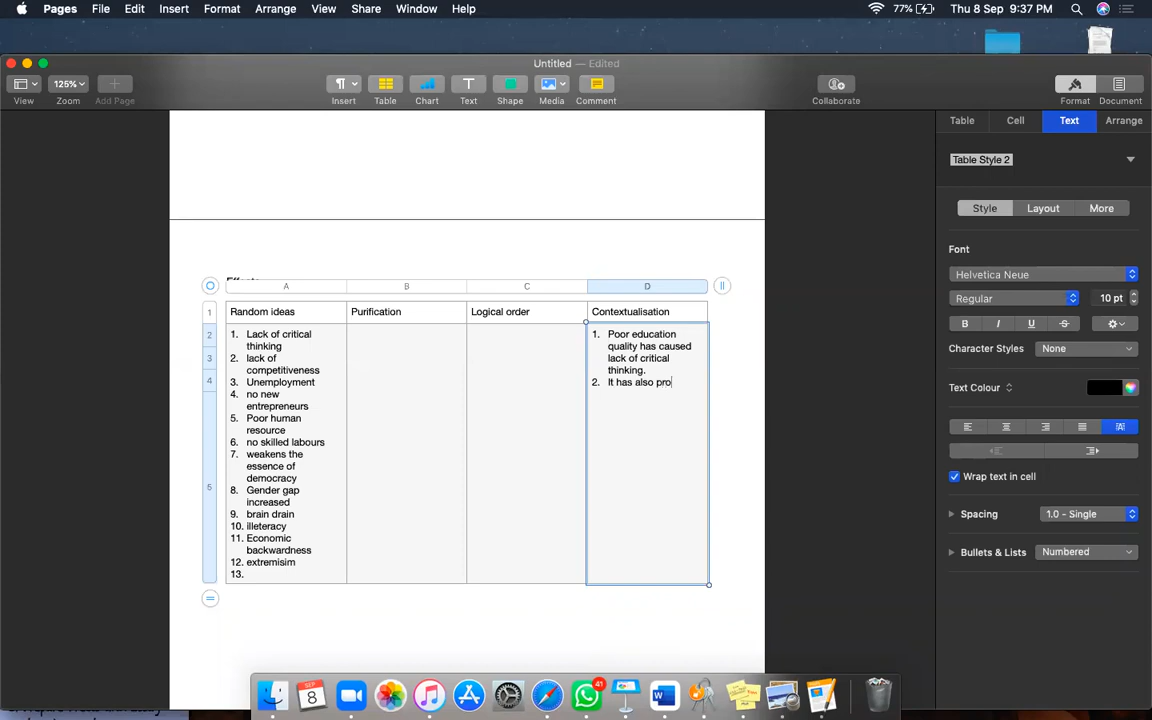 Pages File Edit Insert Format Arrange View Share Window Help 77% Thu 8 Sep 9:37 PM
Untitled — Edited
125%
View Zoom Add Page Insert Table Chart Text Shape Media Comment Collaborate Format Document
Table Cell Text Arrange
Table Style 2
Style Layout More
Font
Helvetica Neue
Regular 10 pt
B I U S
Character Styles None
Text Colour
Wrap text in cell
Spacing 1.0 - Single
Bullets & Lists Numbered
Effects
A B C D
1 Random ideas Purification Logical order Contextualisation
2
3
4
5
1. Lack of critical
thinking
2. lack of
competitiveness
3. Unemployment
4. no new
entrepreneurs
5. Poor human
resource
6. no skilled labours
7. weakens the
essence of
democracy
8. Gender gap
increased
9. brain drain
10. illeteracy
11. Economic
backwardness
12. extremisim
13.
1. Poor education
quality has caused
lack of critical
thinking.
2. It has also pro
SEP
8
41